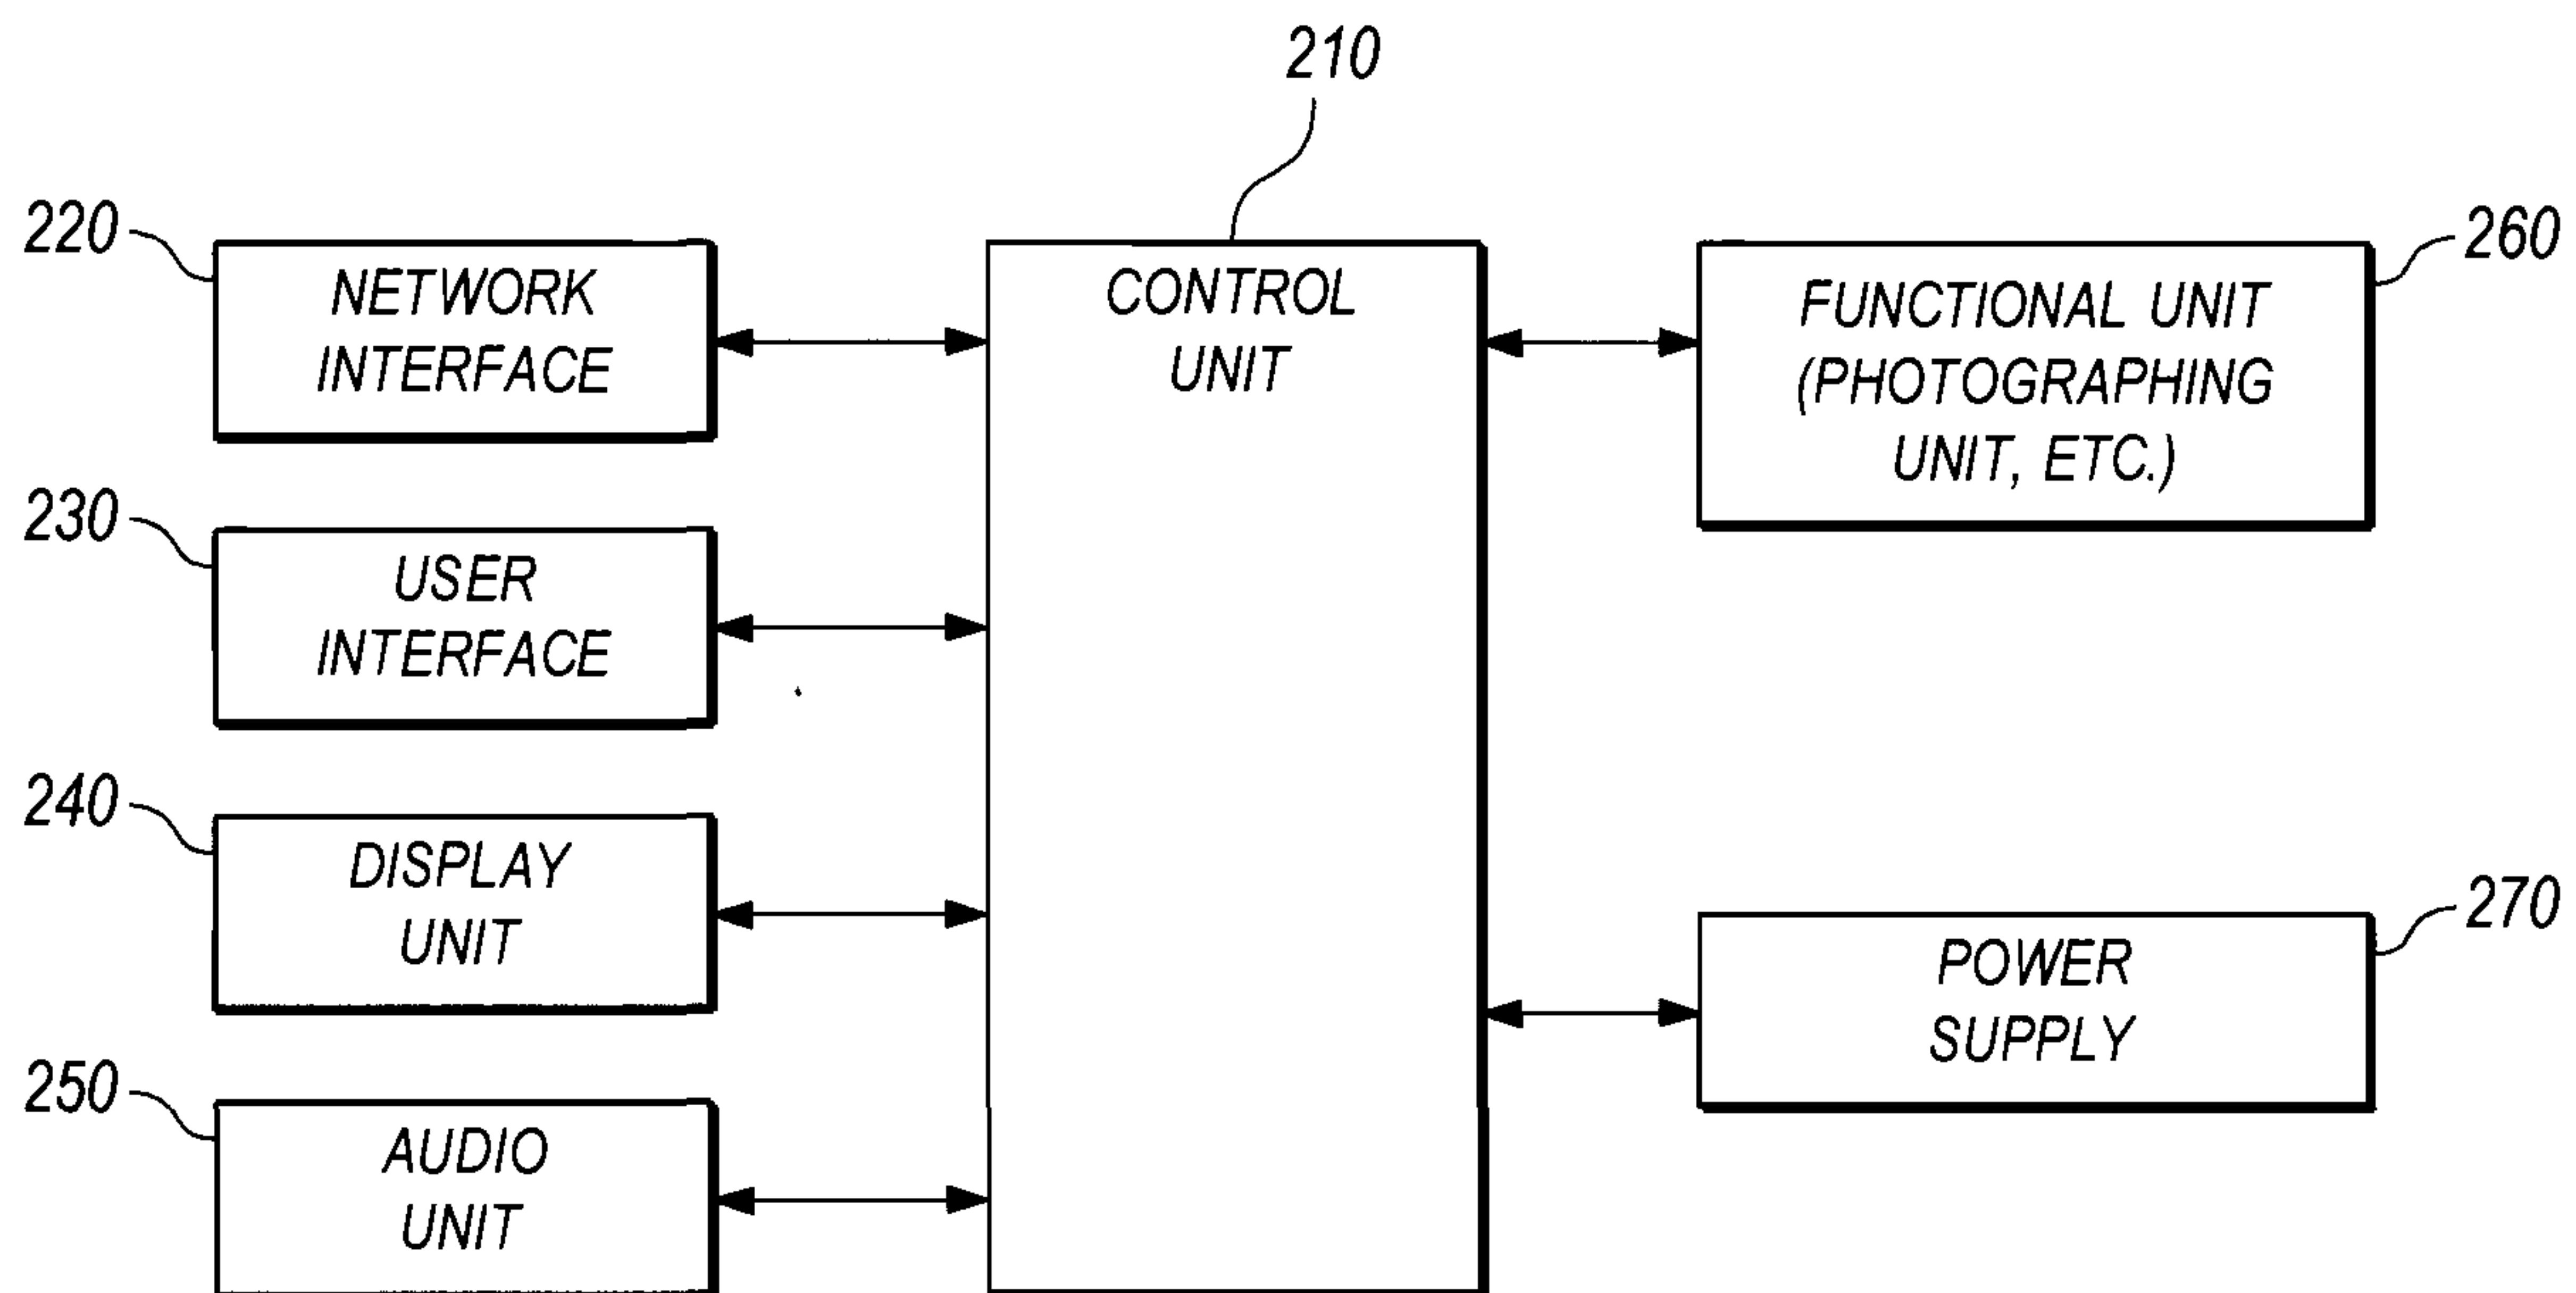 210
220
NETWORK
INTERFACE
230
USER
INTERFACE
240
DISPLAY
UNIT
250
AUDIO
UNIT
CONTROL
UNIT
260
FUNCTIONAL UNIT
(PHOTOGRAPHING
UNIT, ETC.)
270
POWER
SUPPLY